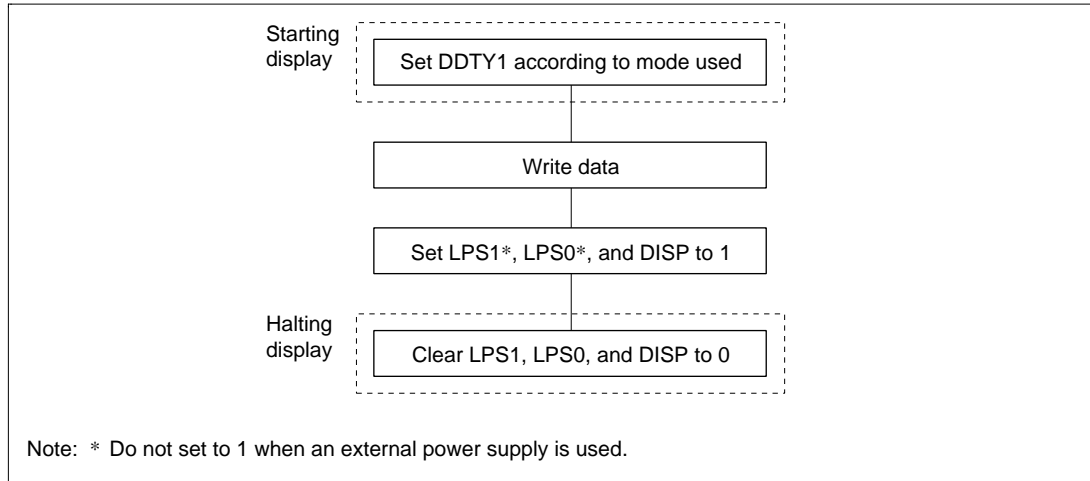 Starting
display
Set DDTY1 according to mode used
Write data
Set LPS1*, LPS0*, and DISP to 1
Halting
display
Clear LPS1, LPS0, and DISP to 0
Note: * Do not set to 1 when an external power supply is used.